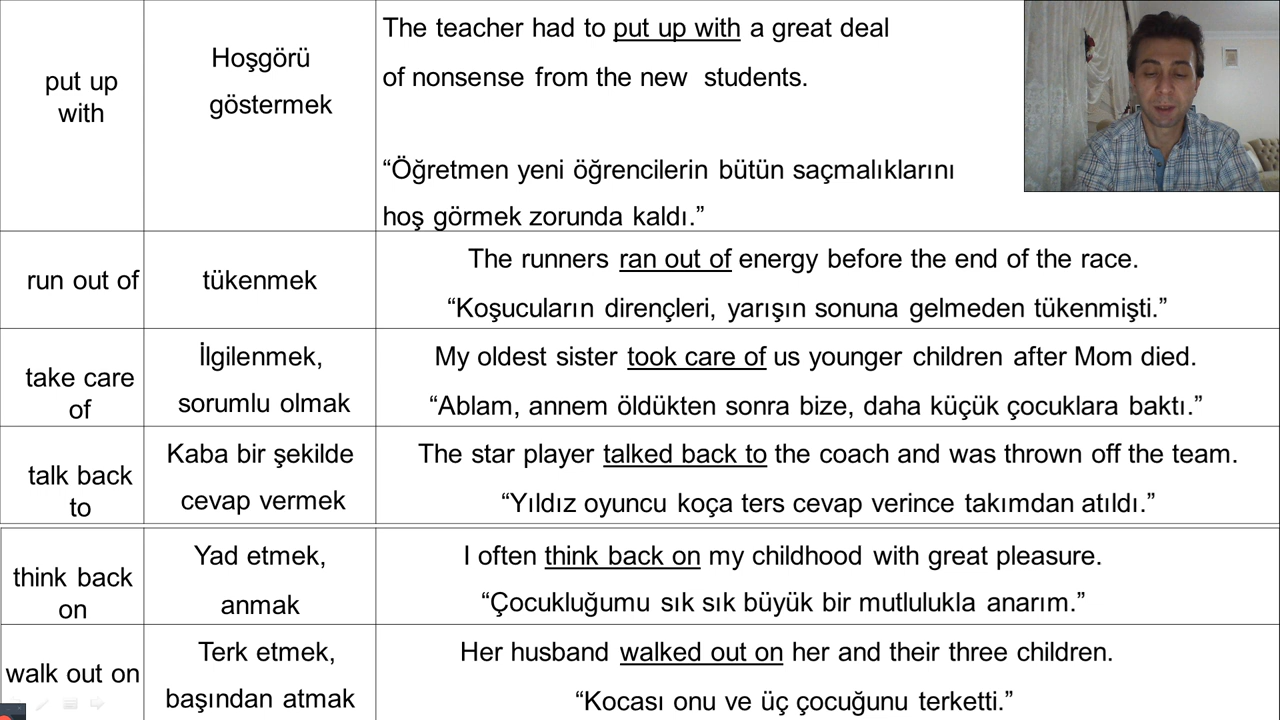 put up
with
Hoşgörü
göstermek
The teacher had to put up with a great deal
of nonsense from the new students.
“Öğretmen yeni öğrencilerin bütün saçmalıklarını
hoş görmek zorunda kaldı.”
run out of
tükenmek
The runners ran out of energy before the end of the race.
“Koşucuların dirençleri, yarışın sonuna gelmeden tükenmişti.”
take care
of
İlgilenmek,
sorumlu olmak
My oldest sister took care of us younger children after Mom died.
“Ablam, annem öldükten sonra bize, daha küçük çocuklara baktı.”
talk back
to
Kaba bir şekilde
cevap vermek
The star player talked back to the coach and was thrown off the team.
“Yıldız oyuncu koça ters cevap verince takımdan atıldı.”
think back
on
Yad etmek,
anmak
I often think back on my childhood with great pleasure.
“Çocukluğumu sık sık büyük bir mutlulukla anarım.”
walk out on
Terk etmek,
başından atmak
Her husband walked out on her and their three children.
“Kocası onu ve üç çocuğunu terketti.”